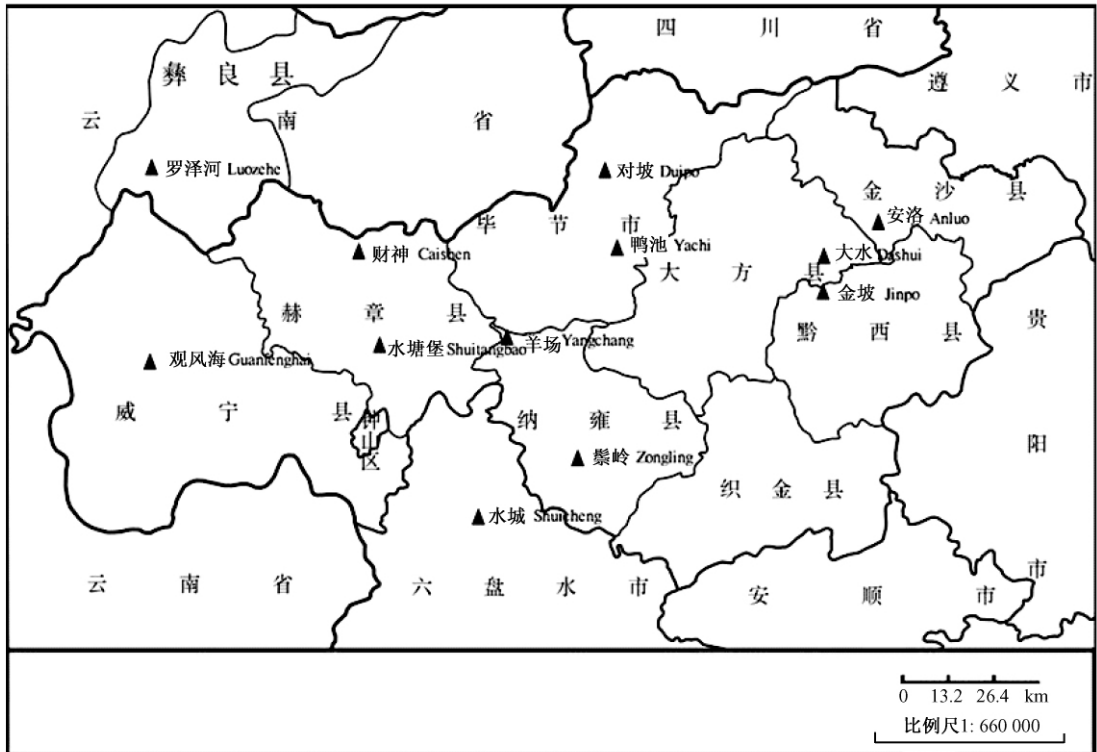 四川省
遵义市
彝良县
云南省
罗泽河 Luozehe
对坡 Duipo
金沙县
安洛 Anluo
毕节市
鸭池 Yachi
财神 Caishen
大水 Dashui
大方县
金坡 Jinpo
赫章县
贵阳市
黔西县
水塘堡 Shuitangbao
羊场 Yangchang
观风海 Guanfenghai
威宁县
钟山区
纳雍县
鬃岭 Zongling
织金县
水城 Shuicheng
云南省
六盘水市
安顺市
0 13.2 26.4 km
比例尺1: 660 000